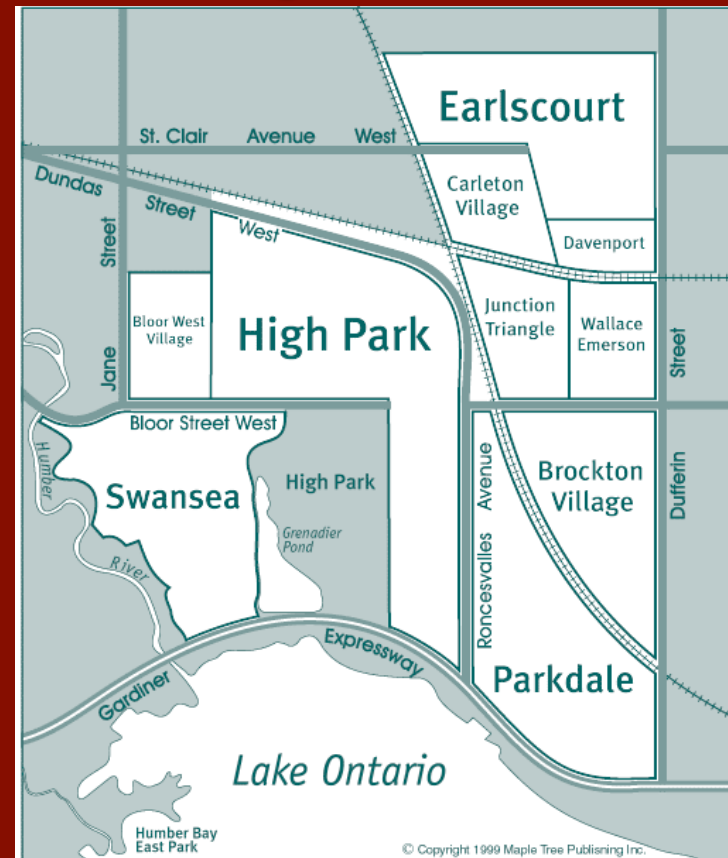 Earlscourt
St. Clair Avenue West
Carleton
Village
Dundas Street West
Davenport
Jane Street
Bloor West
Village
High Park
Junction
Triangle
Wallace
Emerson
Dufferin Street
Bloor Street West
Swansea
High Park
Grenadier
Pond
Humber River
Roncesvalles Avenue
Brockton
Village
Parkdale
Gardiner Expressway
Lake Ontario
Humber Bay
East Park
© Copyright 1999 Maple Tree Publising Inc.